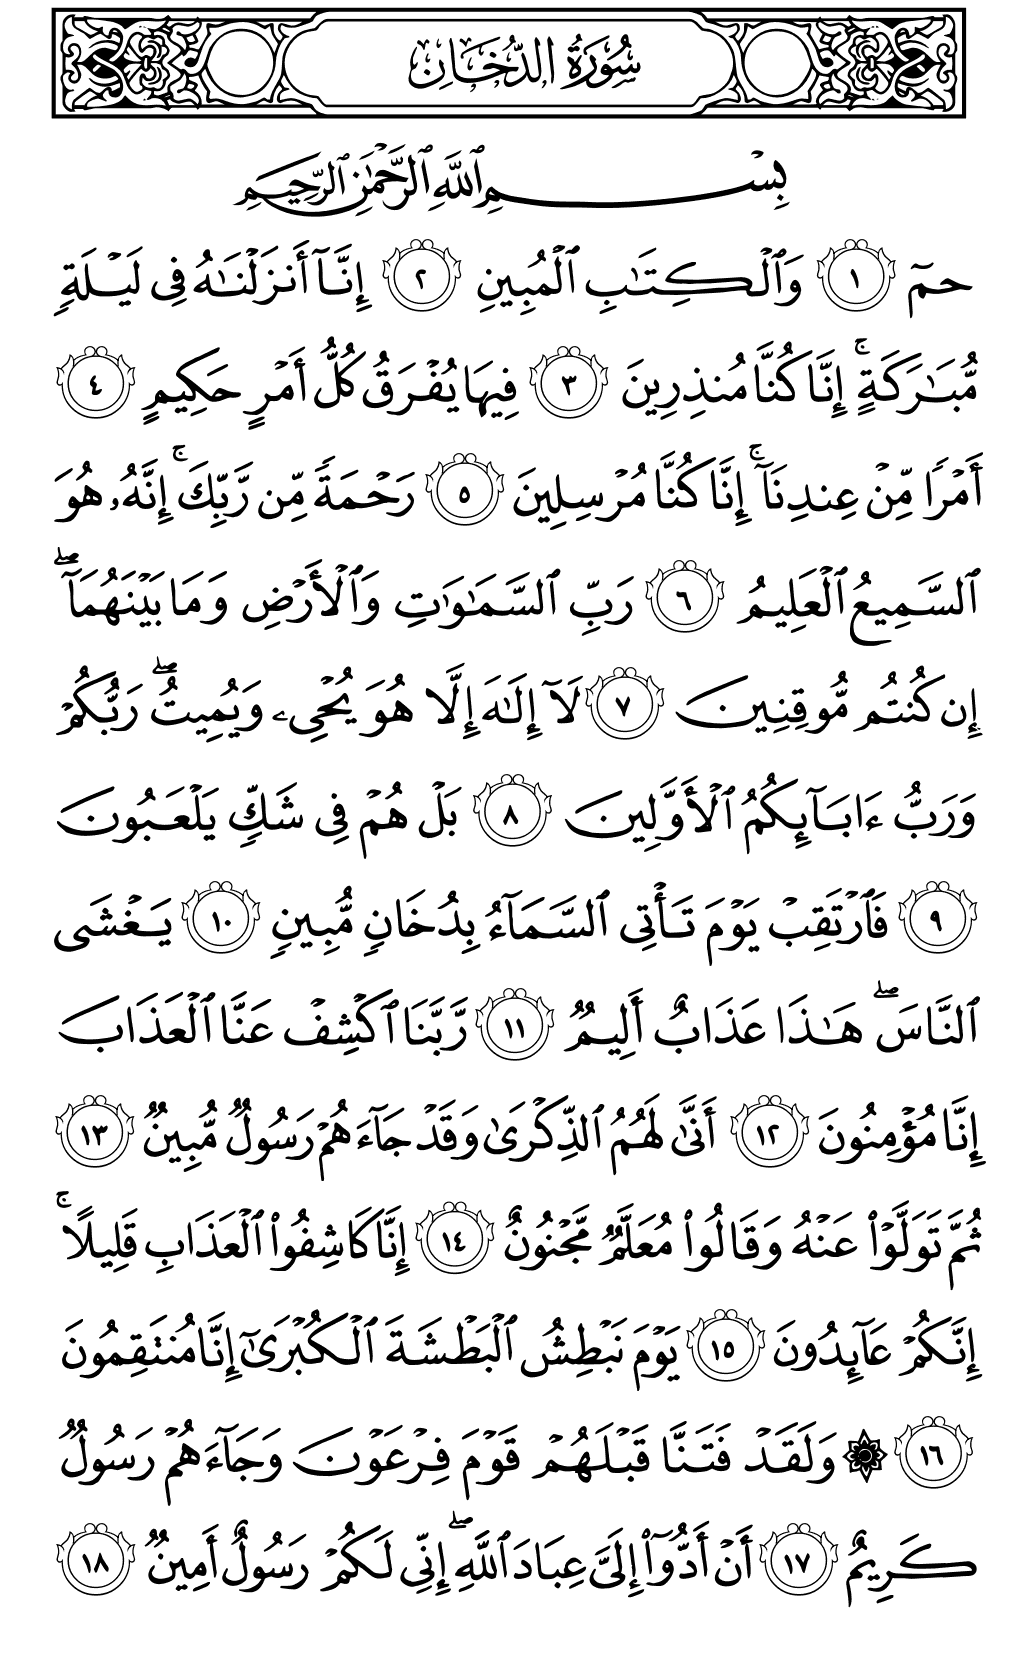 سُورَةُ الدُّخَانِ
بِسْمِ ٱللَّهِ ٱلرَّحْمَٰنِ ٱلرَّحِيمِ
حمٓ ١ وَٱلْكِتَٰبِ ٱلْمُبِينِ ٢ إِنَّآ أَنزَلْنَٰهُ فِى لَيْلَةٍ
مُّبَٰرَكَةٍ ۚ إِنَّا كُنَّا مُنذِرِينَ ٣ فِيهَا يُفْرَقُ كُلُّ أَمْرٍ حَكِيمٍ ٤
أَمْرًا مِّنْ عِندِنَآ ۚ إِنَّا كُنَّا مُرْسِلِينَ ٥ رَحْمَةً مِّن رَّبِّكَ ۚ إِنَّهُۥ هُوَ
ٱلسَّمِيعُ ٱلْعَلِيمُ ٦ رَبِّ ٱلسَّمَٰوَٰتِ وَٱلْأَرْضِ وَمَا بَيْنَهُمَآ ۖ
إِن كُنتُم مُّوقِنِينَ ٧ لَآ إِلَٰهَ إِلَّا هُوَ يُحْىِۦ وَيُمِيتُ ۖ رَبُّكُمْ
وَرَبُّ ءَابَآئِكُمُ ٱلْأَوَّلِينَ ٨ بَلْ هُمْ فِى شَكٍّ يَلْعَبُونَ
٩ فَٱرْتَقِبْ يَوْمَ تَأْتِى ٱلسَّمَآءُ بِدُخَانٍ مُّبِينٍ ١٠ يَغْشَى
ٱلنَّاسَ ۖ هَٰذَا عَذَابٌ أَلِيمٌ ١١ رَّبَّنَا ٱكْشِفْ عَنَّا ٱلْعَذَابَ
إِنَّا مُؤْمِنُونَ ١٢ أَنَّىٰ لَهُمُ ٱلذِّكْرَىٰ وَقَدْ جَآءَهُمْ رَسُولٌ مُّبِينٌ ١٣
ثُمَّ تَوَلَّوْا۟ عَنْهُ وَقَالُوا۟ مُعَلَّمٌ مَّجْنُونٌ ١٤ إِنَّا كَاشِفُوا۟ ٱلْعَذَابِ قَلِيلًا ۚ
إِنَّكُمْ عَآئِدُونَ ١٥ يَوْمَ نَبْطِشُ ٱلْبَطْشَةَ ٱلْكُبْرَىٰٓ إِنَّا مُنتَقِمُونَ
١٦ ۞ وَلَقَدْ فَتَنَّا قَبْلَهُمْ قَوْمَ فِرْعَوْنَ وَجَآءَهُمْ رَسُولٌ
كَرِيمٌ ١٧ أَنْ أَدُّوٓا۟ إِلَىَّ عِبَادَ ٱللَّهِ ۖ إِنِّى لَكُمْ رَسُولٌ أَمِينٌ ١٨